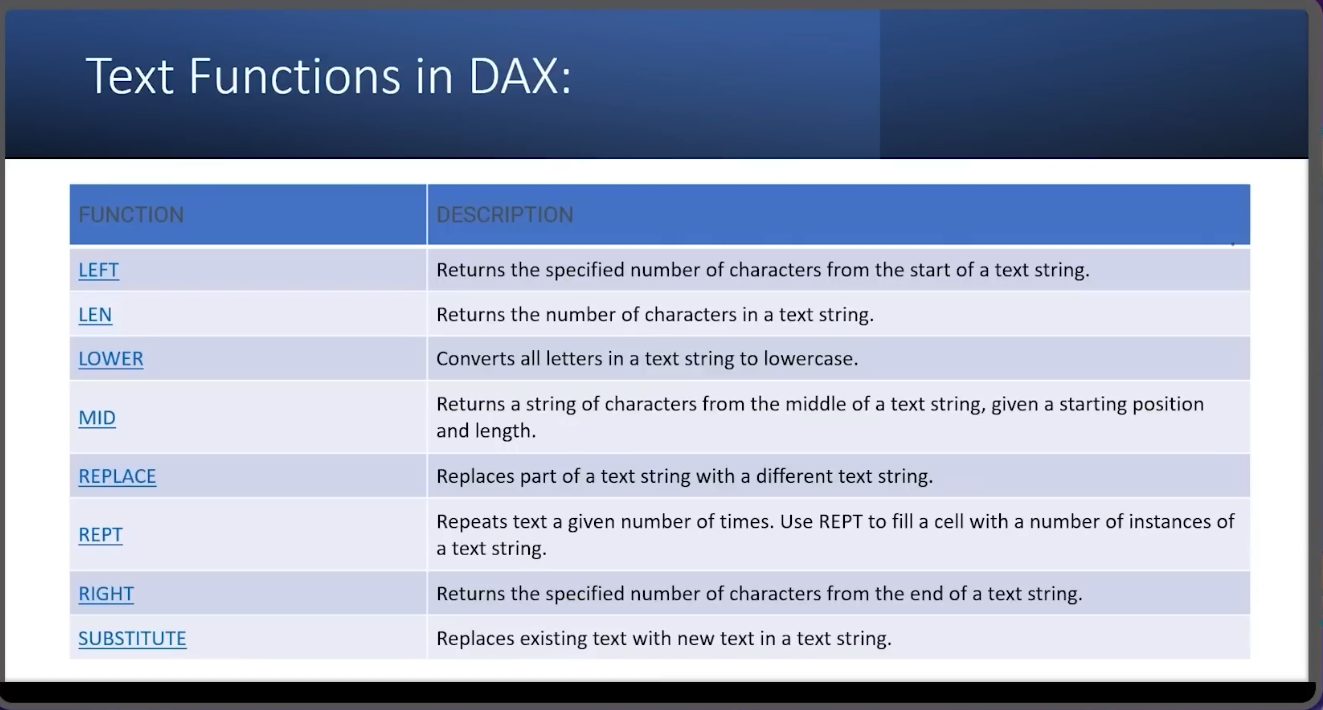 Text Functions in DAX:
FUNCTION DESCRIPTION
LEFT Returns the specified number of characters from the start of a text string.
LEN Returns the number of characters in a text string.
LOWER Converts all letters in a text string to lowercase.
MID Returns a string of characters from the middle of a text string, given a starting position
and length.
REPLACE Replaces part of a text string with a different text string.
REPT Repeats text a given number of times. Use REPT to fill a cell with a number of instances of
a text string.
RIGHT Returns the specified number of characters from the end of a text string.
SUBSTITUTE Replaces existing text with new text in a text string.